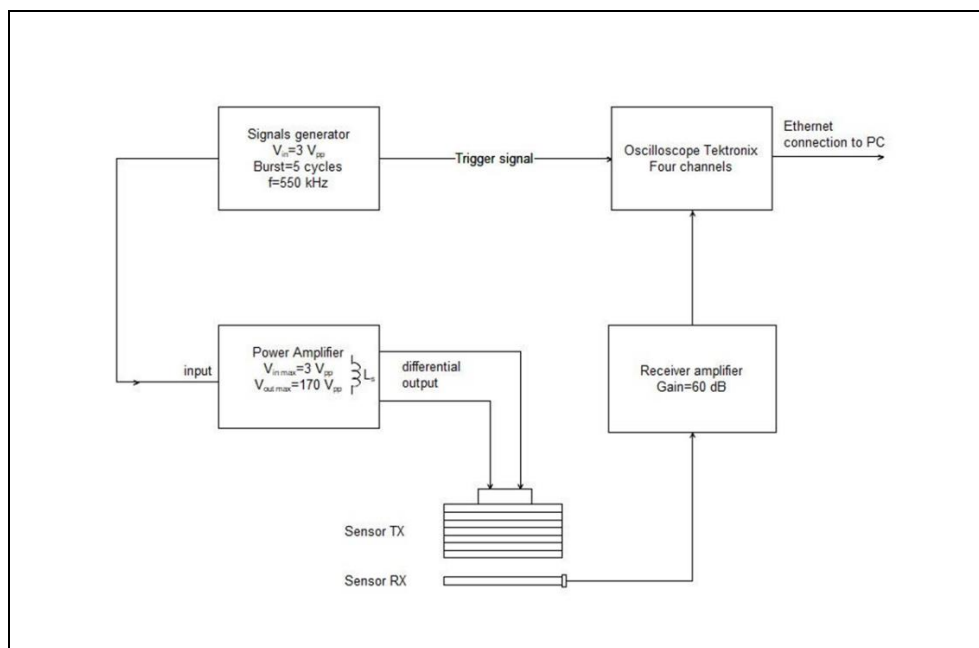 Signals generator
Vin=3 Vpp
Burst=5 cycles
f=550 kHz
Trigger signal
Oscilloscope Tektronix
Four channels
Ethernet
connection to PC
input
Power Amplifier
Vin max=3 Vpp
Vout max=170 Vpp
Ls
differential
output
Receiver amplifier
Gain=60 dB
Sensor TX
Sensor RX